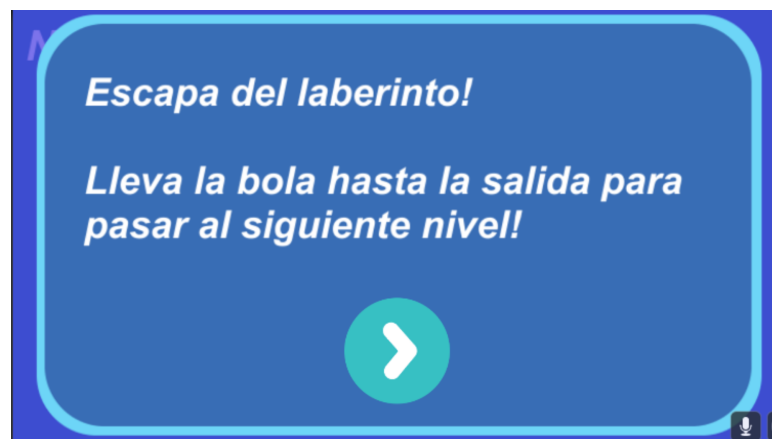 Escapa del laberinto!
Lleva la bola hasta la salida para
pasar al siguiente nivel!